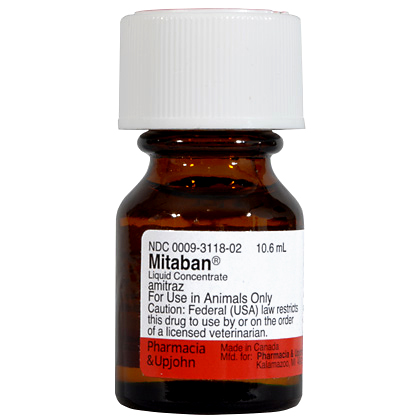 NDC 0009-3118-02 10.6 mL
Mitaban®
Liquid Concentrate
amitraz
For Use in Animals Only
Caution: Federal (USA) law restricts
this drug to use by or on the order
of a licensed veterinarian.
Pharmacia
&Upjohn
Made in Canada
Mfd. for: Pharmacia &
Kalamazoo,